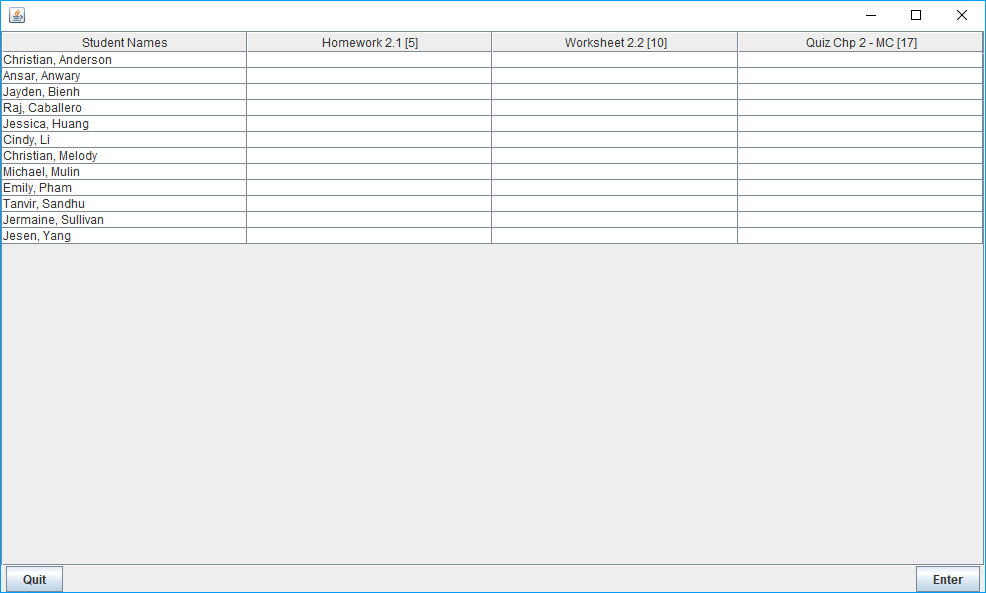 Student Names Homework 2.1 [5] Worksheet 2.2 [10] Quiz Chp 2 - MC [17]
Christian, Anderson
Ansar, Anwary
Jayden, Bienh
Raj, Caballero
Jessica, Huang
Cindy, Li
Christian, Melody
Michael, Mulin
Emily, Pham
Tanvir, Sandhu
Jermaine, Sullivan
Jesen, Yang
Quit Enter